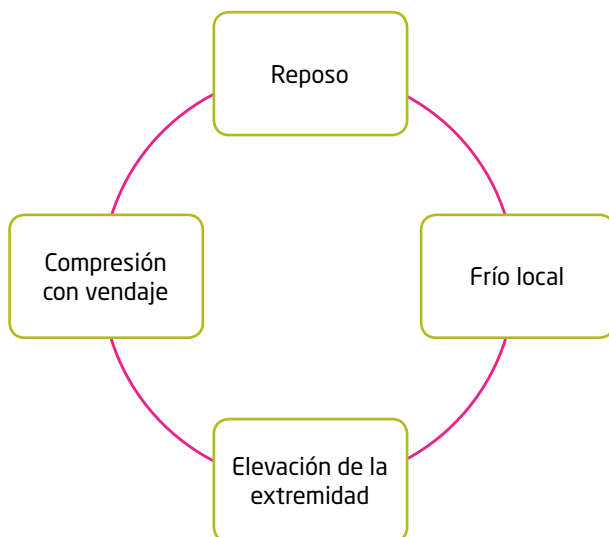 Reposo
Compresión
con vendaje
Frío local
Elevación de la
extremidad